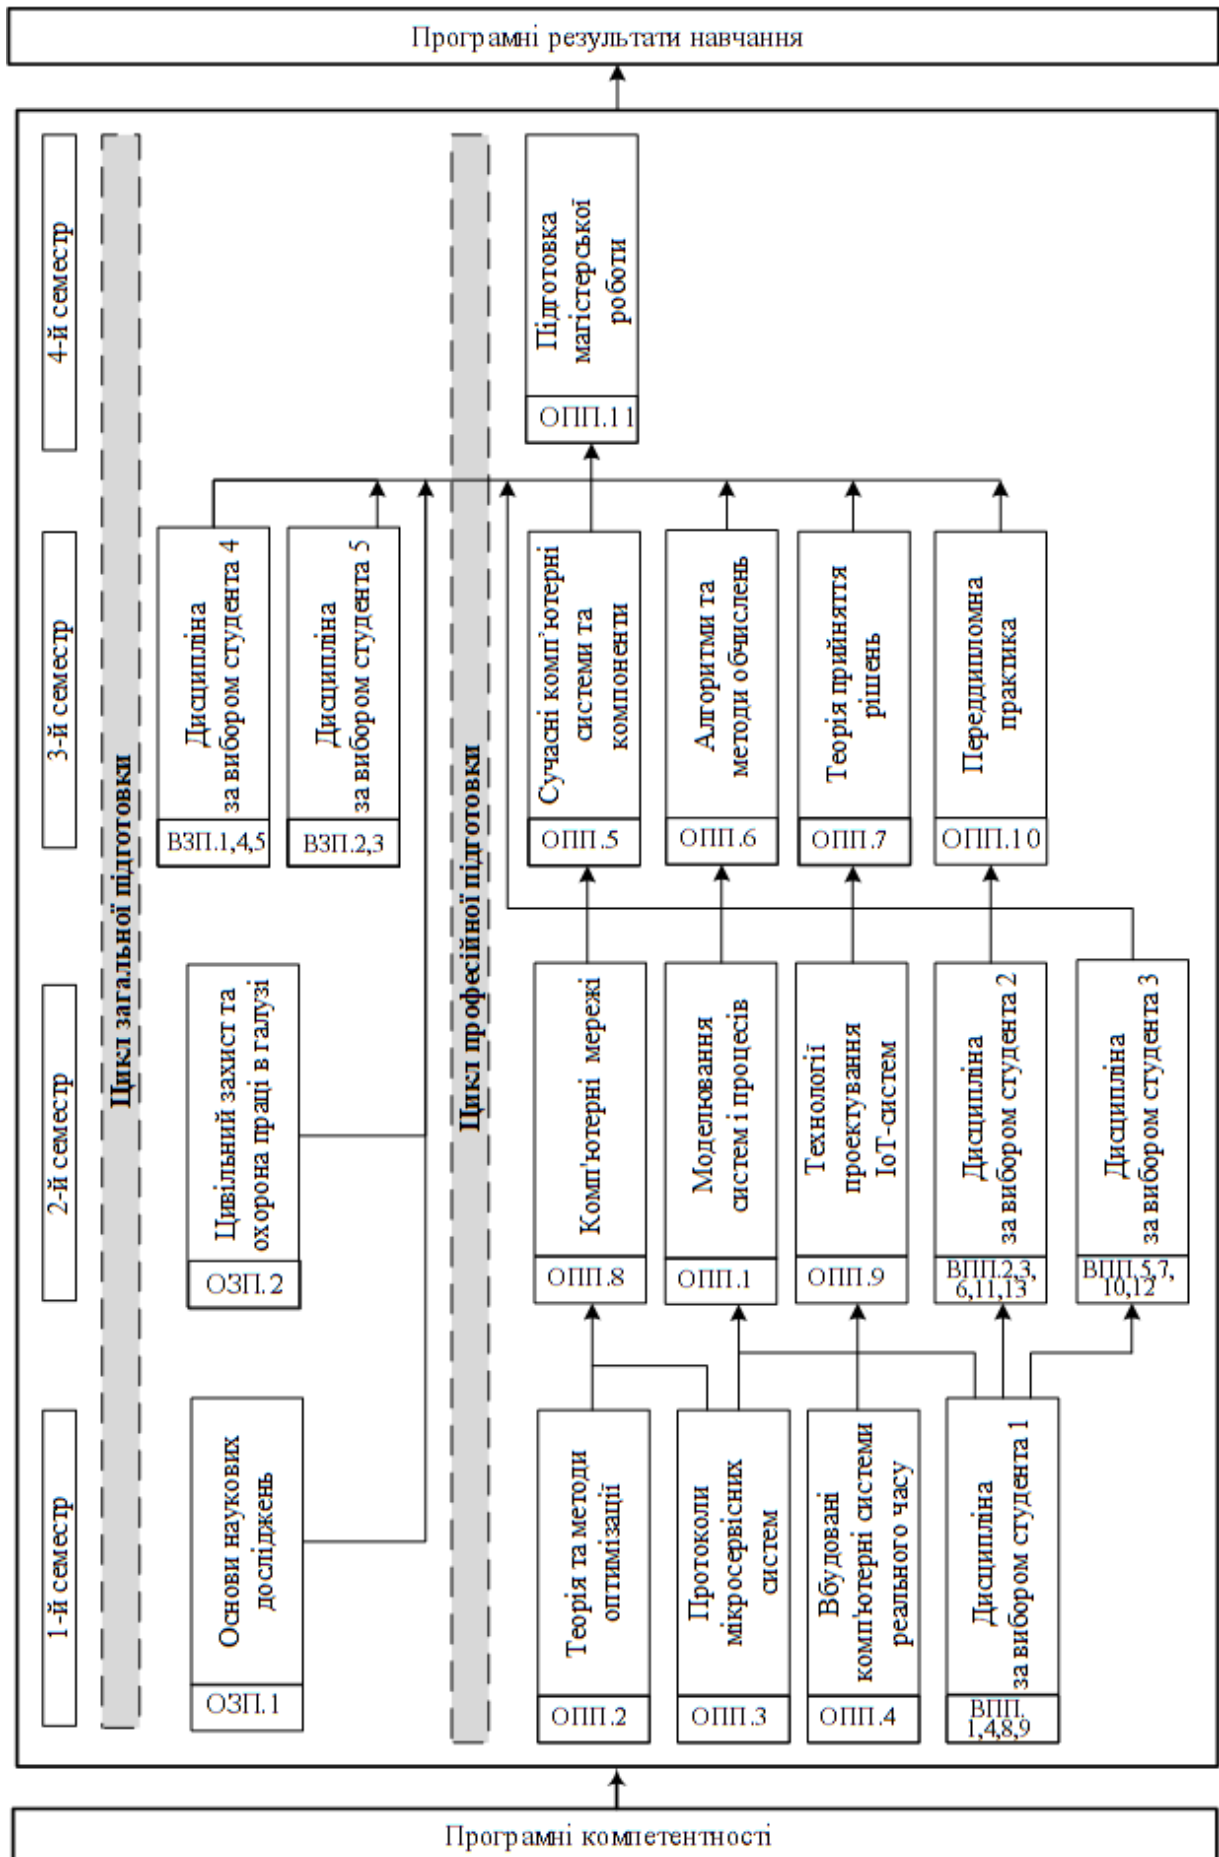 Програмні результати навчання
4-й семестр
3-й семестр
2-й семестр
1-й семестр
Цикл загальної підготовки
Цикл професійної підготовки
Підготовка
магістерської
роботи
ОПП.11
Дисципліна
за вибором студента 4
ВЗП.1,4,5
Дисципліна
за вибором студента 5
ВЗП.2,3
Сучасні комп'ютерні
системи та
компоненти
ОПП.5
Алгоритми та
методи обчислень
ОПП.6
Теорія прийняття
рішень
ОПП.7
Переддипломна
практика
ОПП.10
Цивільний захист та
охорона праці в галузі
ОЗП.2
Комп'ютерні мережі
ОПП.8
Моделювання
систем і процесів
ОПП.1
Технології
проектування
ІоТ-систем
ОПП.9
Дисципліна
за вибором студента 2
ВПП.2,3,
6,11,13
Дисципліна
за вибором студента 3
ВПП.5,7,
10,12
Основи наукових
досліджень
ОЗП.1
Теорія та методи
оптимізації
ОПП.2
Протоколи
мікросервісних
систем
ОПП.3
Вбудовані
комп'ютерні системи
реального часу
ОПП.4
Дисципліна
за вибором студента 1
ВПП.
1,4,8,9
Програмні компетентності